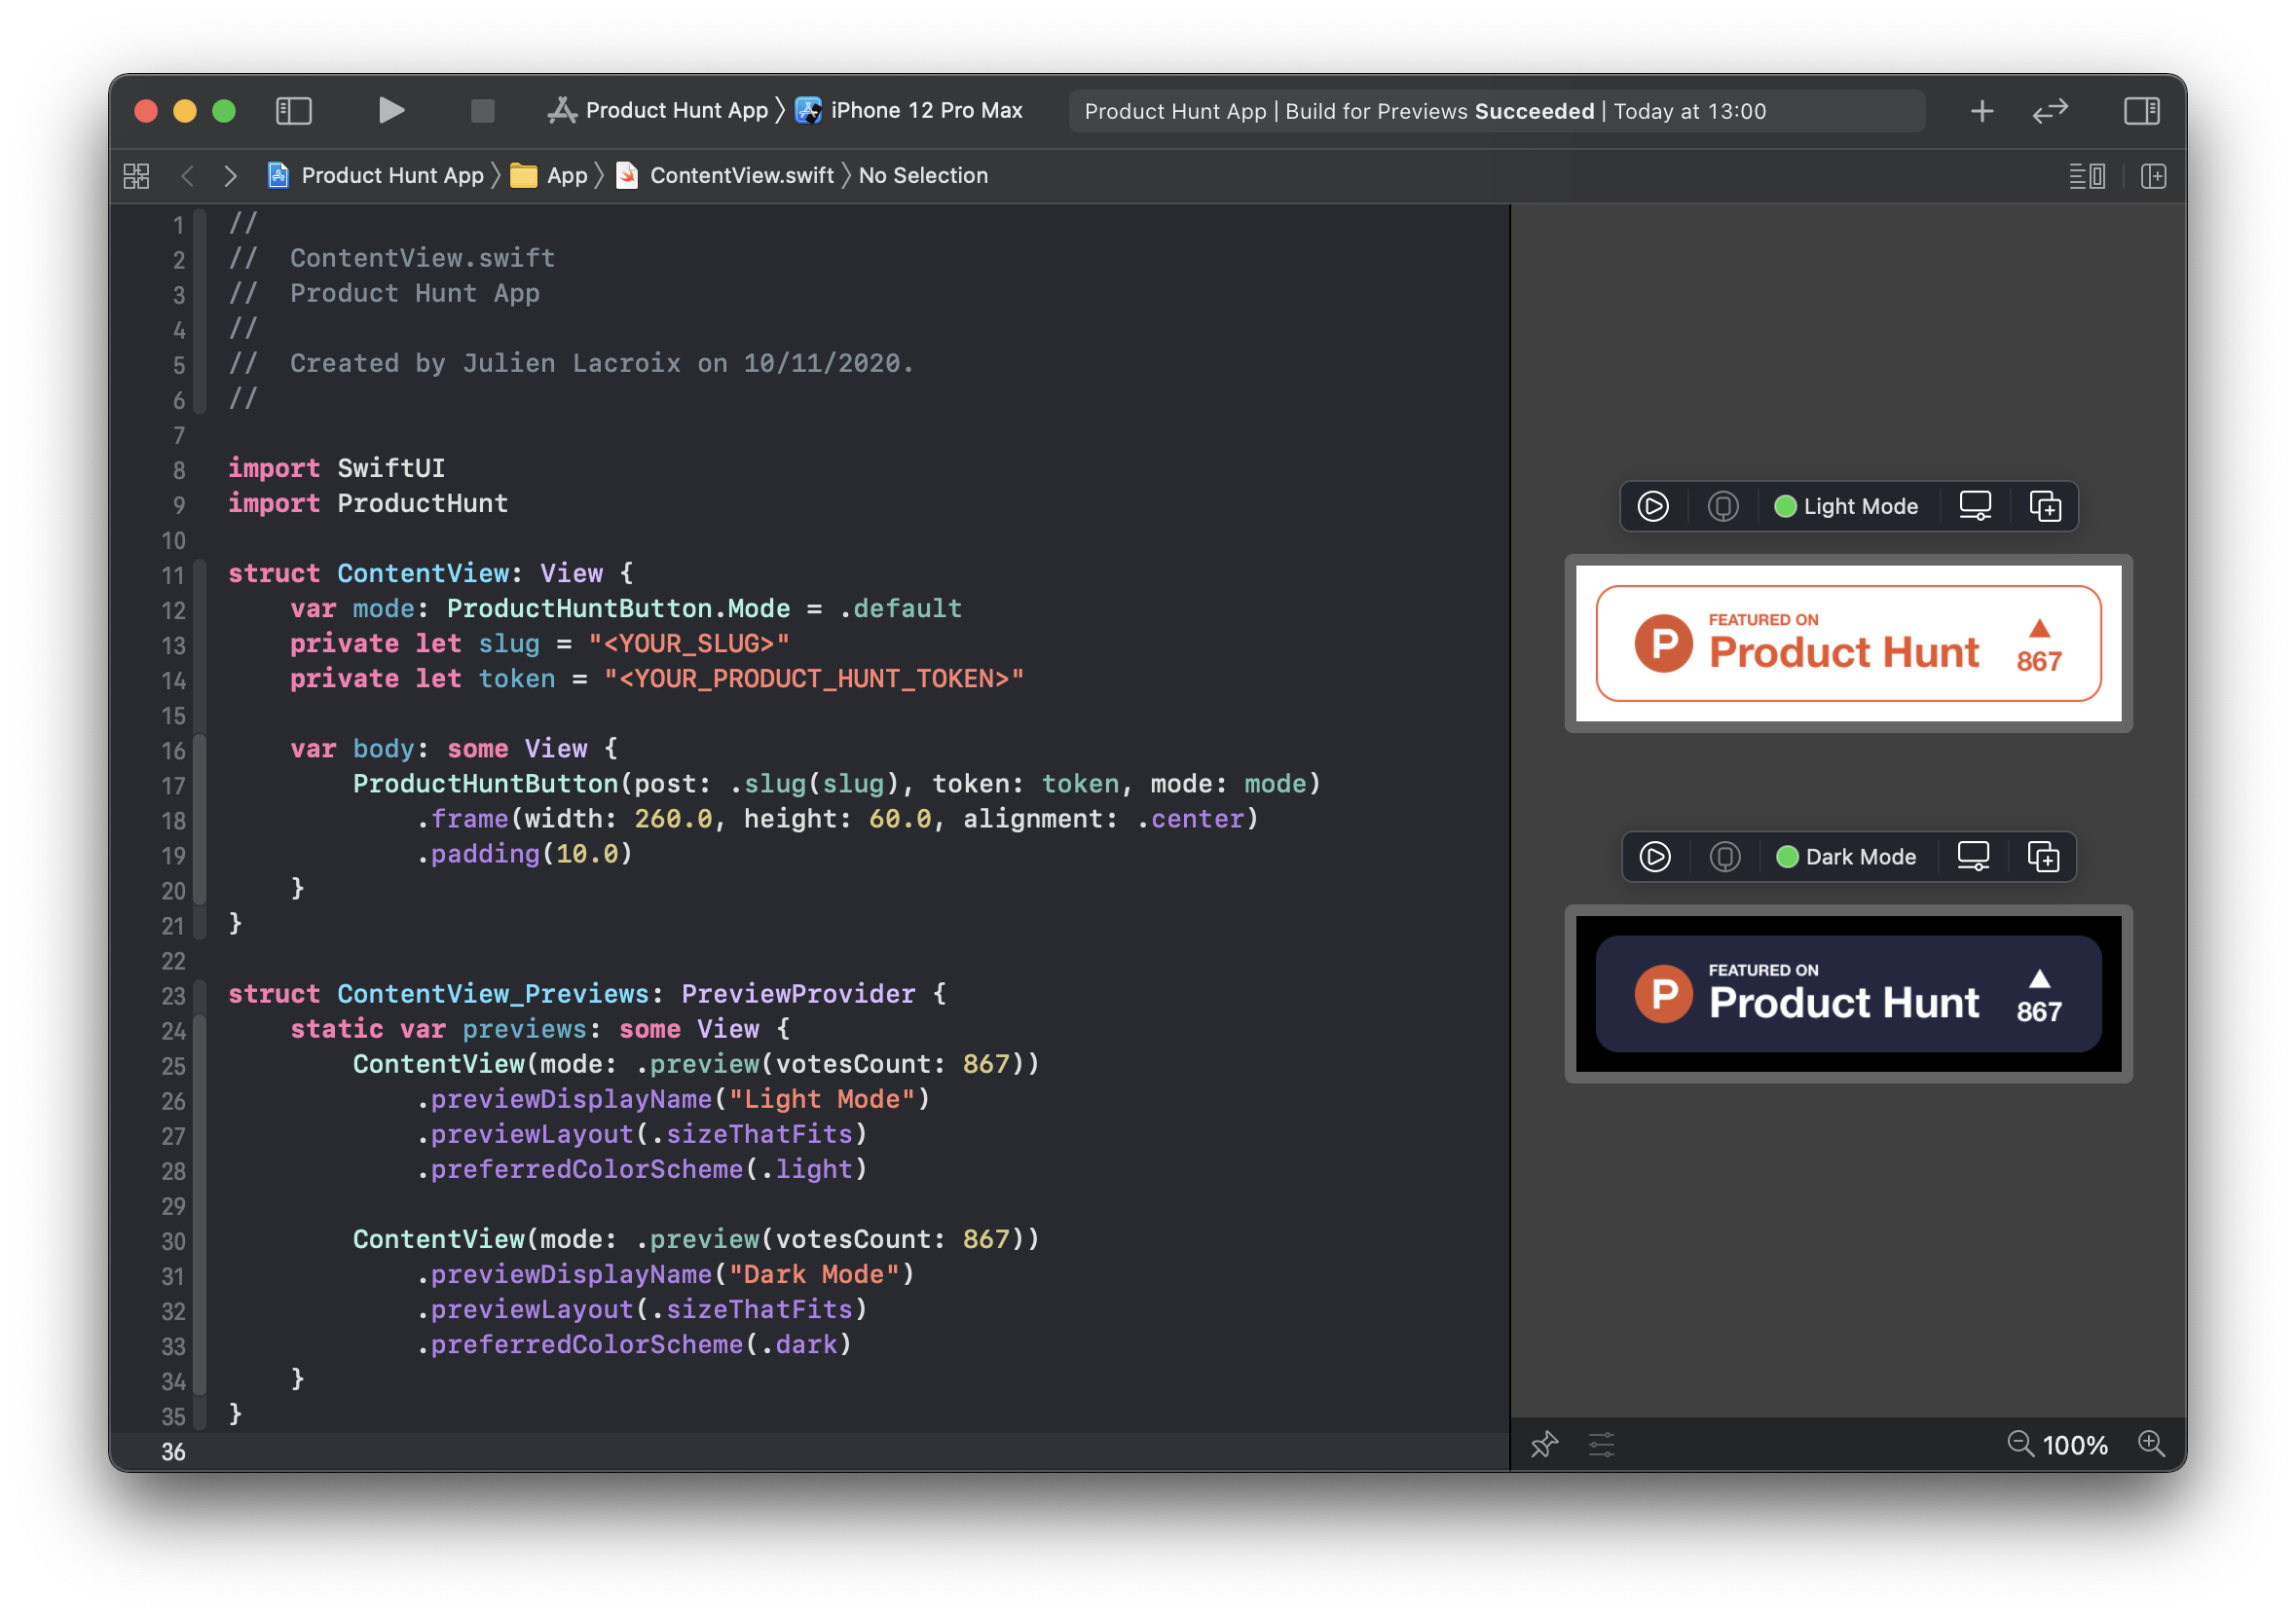 Product Hunt App 〉 iPhone 12 Pro Max
Product Hunt App | Build for Previews Succeeded | Today at 13:00
Product Hunt App 〉 App 〉 ContentView.swift 〉 No Selection
1 //
2 //  ContentView.swift
3 //  Product Hunt App
4 //
5 //  Created by Julien Lacroix on 10/11/2020.
6 //
7
8 import SwiftUI
9 import ProductHunt
10
11 struct ContentView: View {
12     var mode: ProductHuntButton.Mode = .default
13     private let slug = "<YOUR_SLUG>"
14     private let token = "<YOUR_PRODUCT_HUNT_TOKEN>"
15
16     var body: some View {
17         ProductHuntButton(post: .slug(slug), token: token, mode: mode)
18             .frame(width: 260.0, height: 60.0, alignment: .center)
19             .padding(10.0)
20     }
21 }
22
23 struct ContentView_Previews: PreviewProvider {
24     static var previews: some View {
25         ContentView(mode: .preview(votesCount: 867))
26             .previewDisplayName("Light Mode")
27             .previewLayout(.sizeThatFits)
28             .preferredColorScheme(.light)
29
30         ContentView(mode: .preview(votesCount: 867))
31             .previewDisplayName("Dark Mode")
32             .previewLayout(.sizeThatFits)
33             .preferredColorScheme(.dark)
34     }
35 }
36
Light Mode
P
FEATURED ON
Product Hunt
867
Dark Mode
P
FEATURED ON
Product Hunt
867
100%